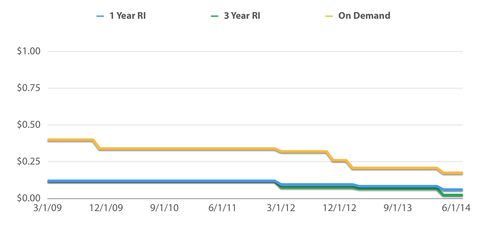 1 Year RI 3 Year RI On Demand
$1.00
$0.75
$0.50
$0.25
$0.00
3/1/09 12/1/09 9/1/10 6/1/11 3/1/12 12/1/12 9/1/13 6/1/14